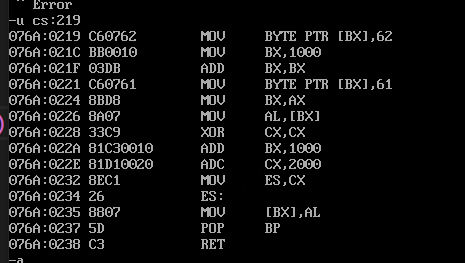 ^ Error
-u cs:219
076A:0219 C60762 MOV BYTE PTR [BX],62
076A:021C BB0010 MOV BX,1000
076A:021F 03DB ADD BX,BX
076A:0221 C60761 MOV BYTE PTR [BX],61
076A:0224 8BD8 MOV BX,AX
076A:0226 8A07 MOV AL,[BX]
076A:0228 33C9 XOR CX,CX
076A:022A 81C30010 ADD BX,1000
076A:022E 81D10020 ADC CX,2000
076A:0232 8EC1 MOV ES,CX
076A:0234 26 ES:
076A:0235 8807 MOV [BX],AL
076A:0237 5D POP BP
076A:0238 C3 RET
-a